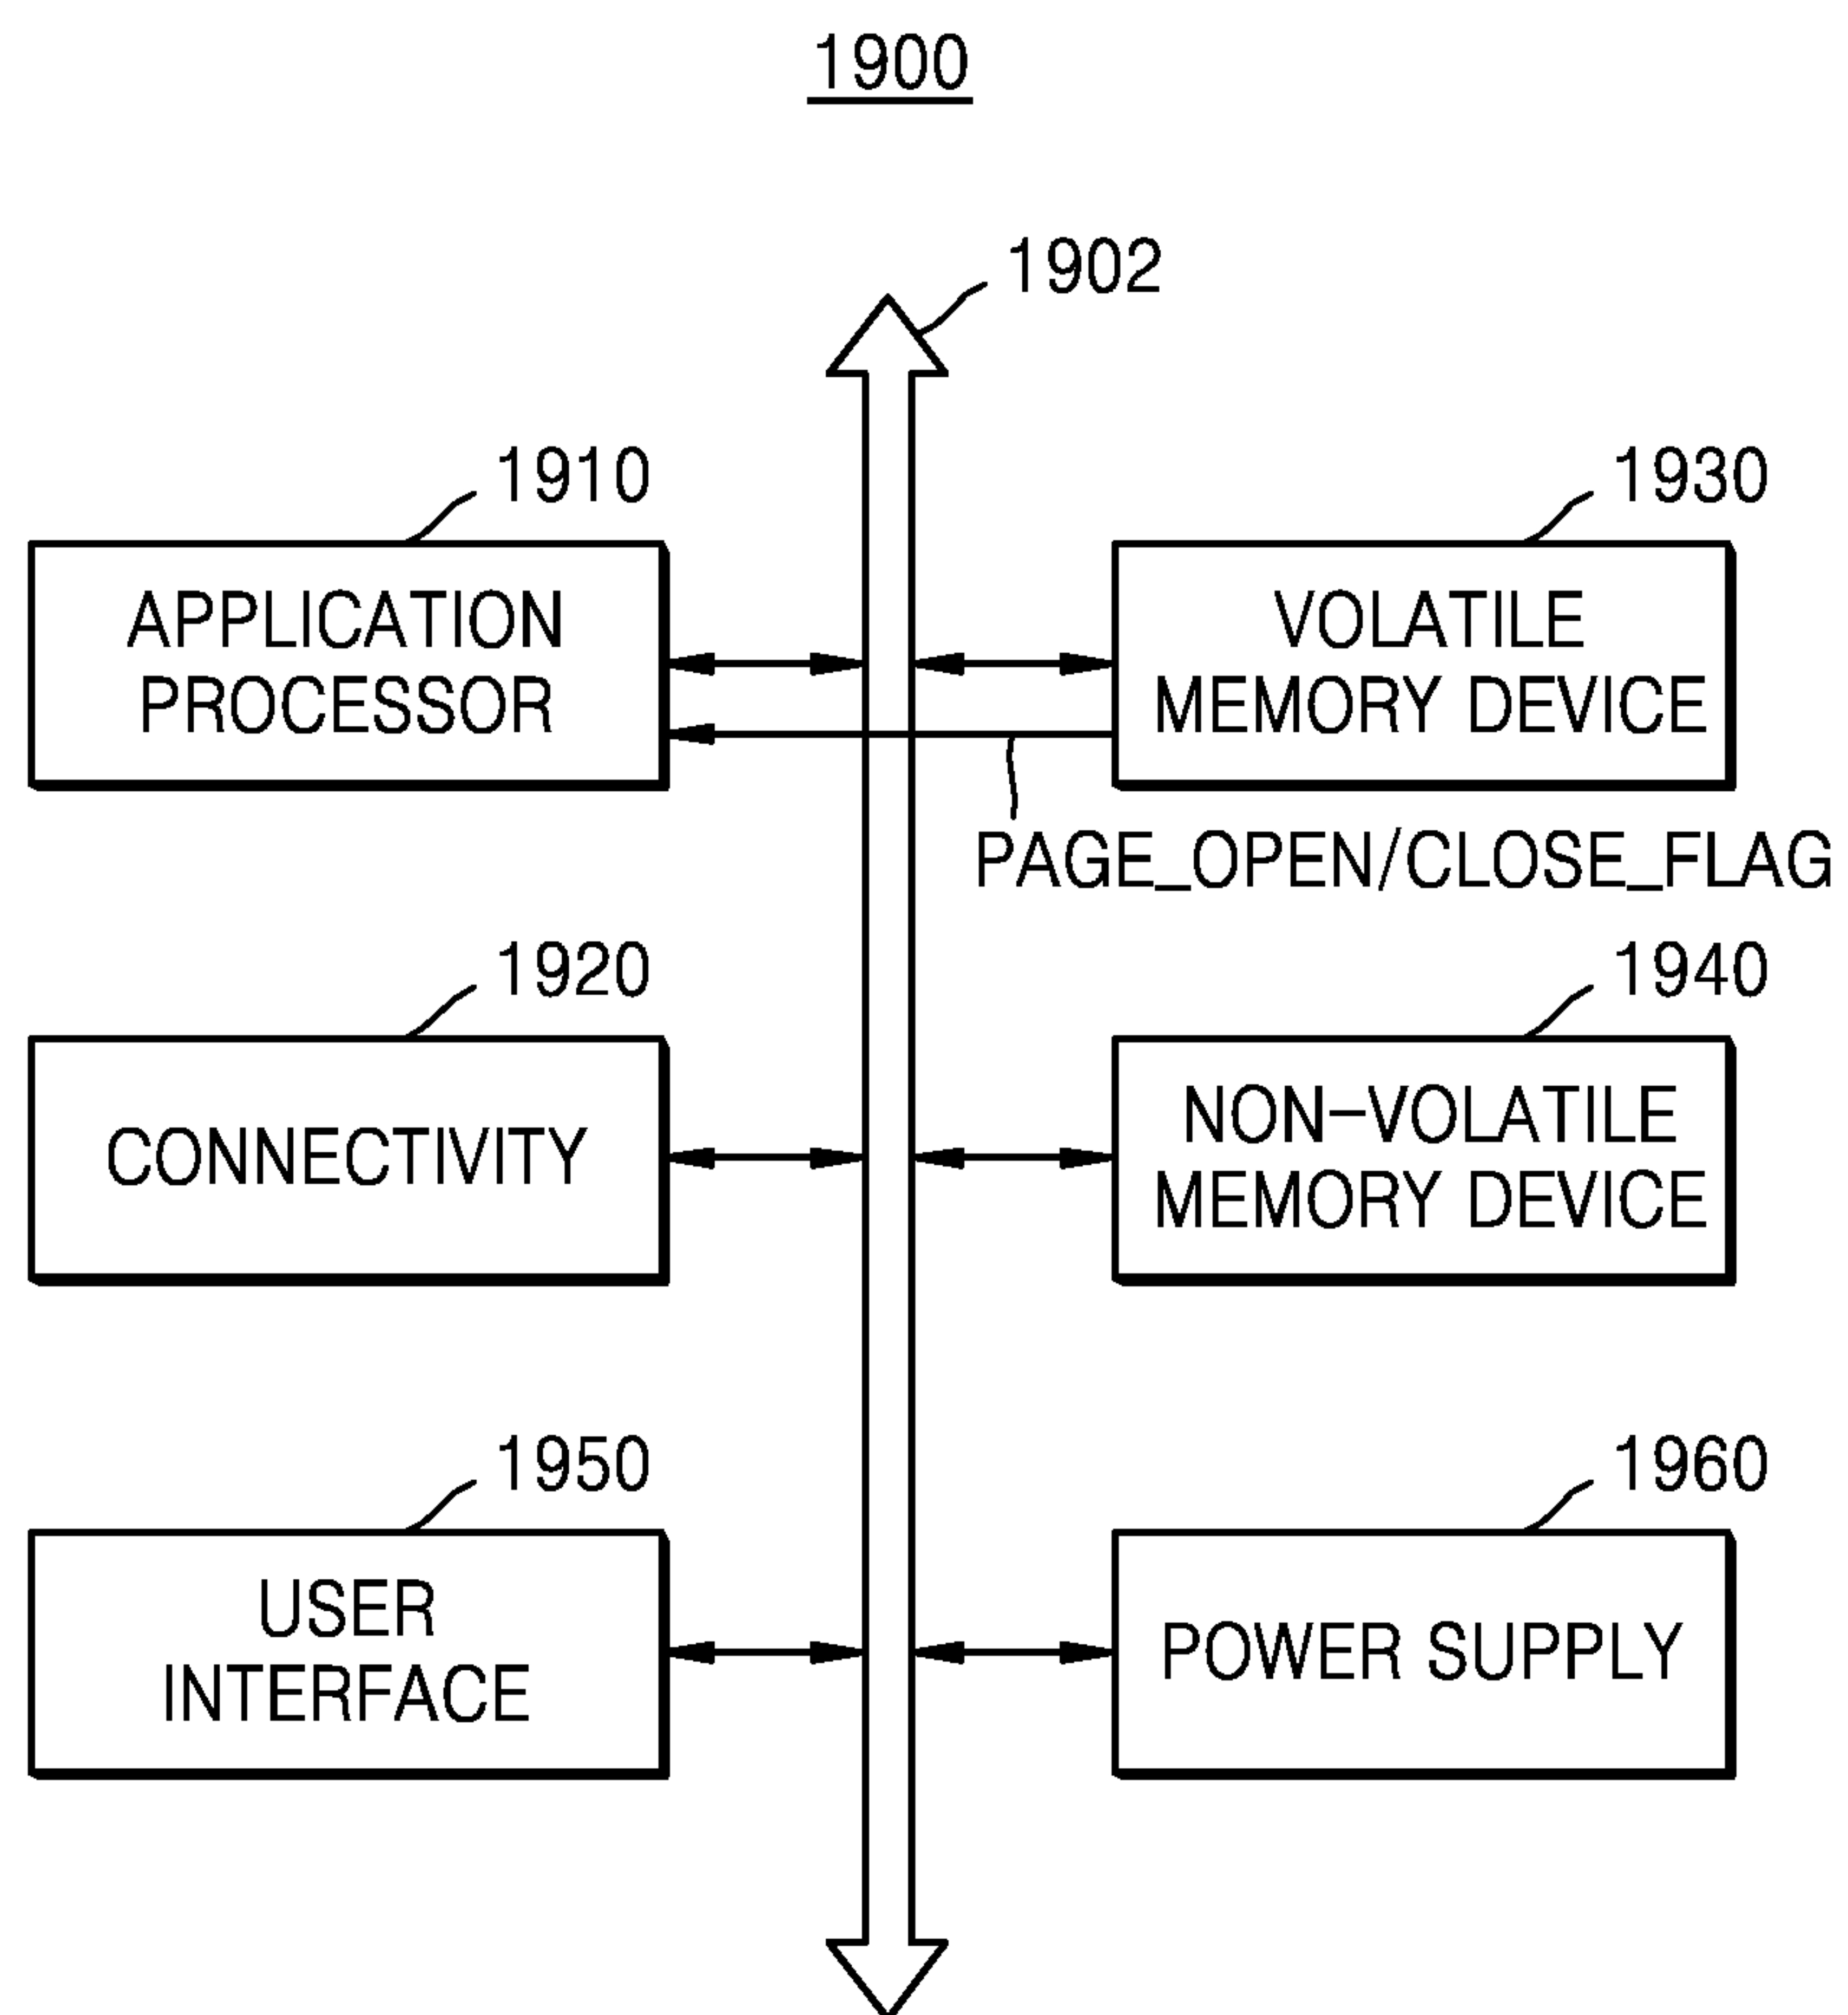 1900
1902
1910
1930
APPLICATION
PROCESSOR
VOLATILE
MEMORY DEVICE
PAGE_OPEN/CLOSE_FLAG
1920
1940
CONNECTIVITY
NON-VOLATILE
MEMORY DEVICE
1950
1960
USER
INTERFACE
POWER SUPPLY